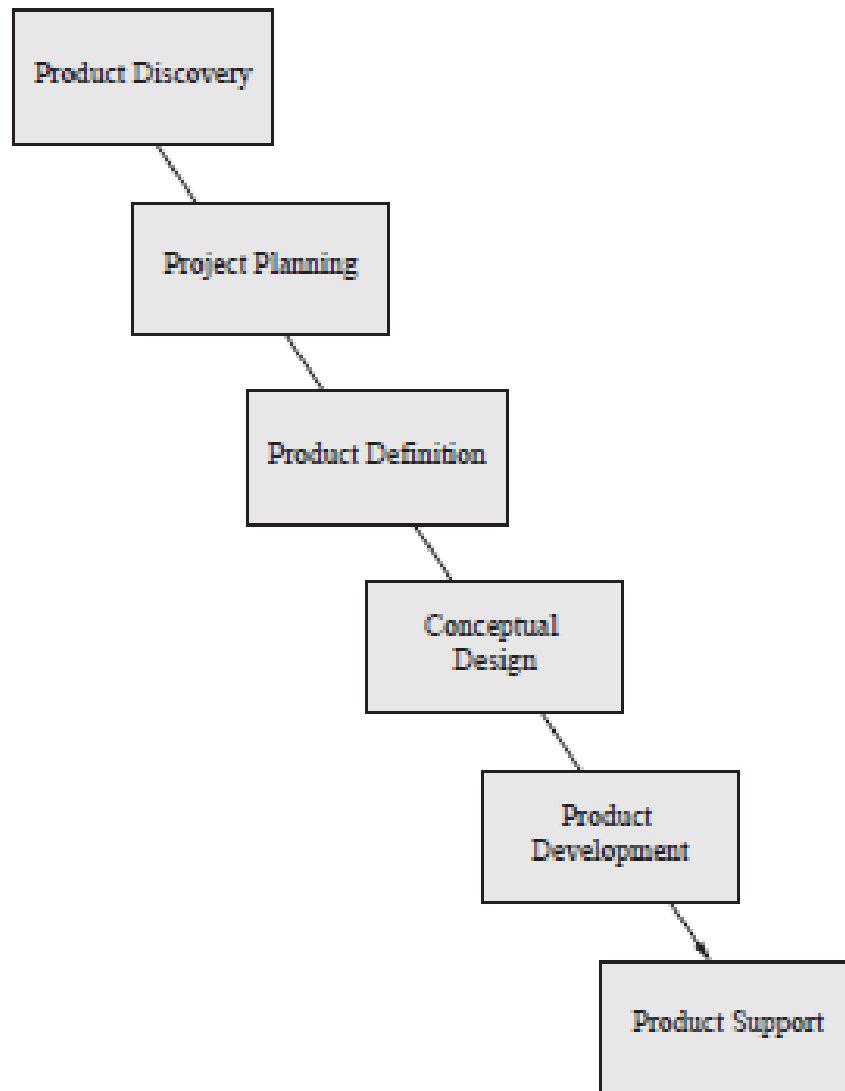 Product Discovery
Project Planning
Product Definition
Conceptual
Design
Product
Development
Product Support